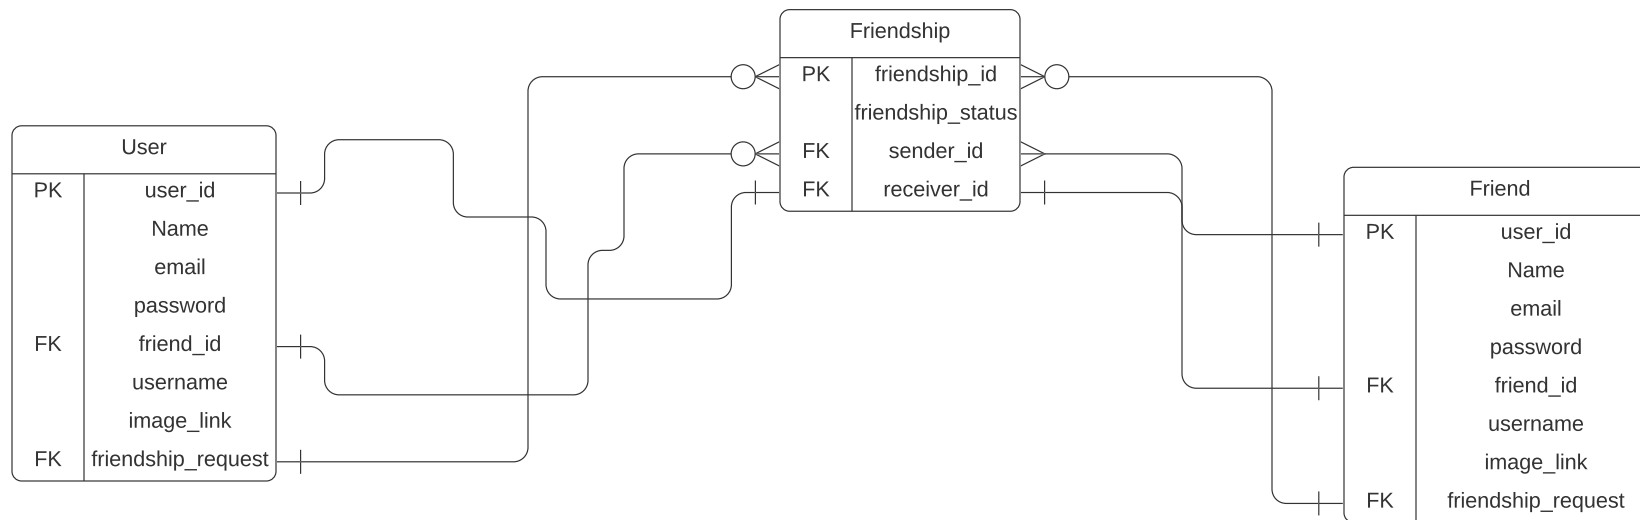 Friendship
PK friendship_id
friendship_status
FK sender_id
FK receiver_id
User
PK user_id
Name
email
password
FK friend_id
username
image_link
FK friendship_request
Friend
PK user_id
Name
email
password
FK friend_id
username
image_link
FK friendship_request